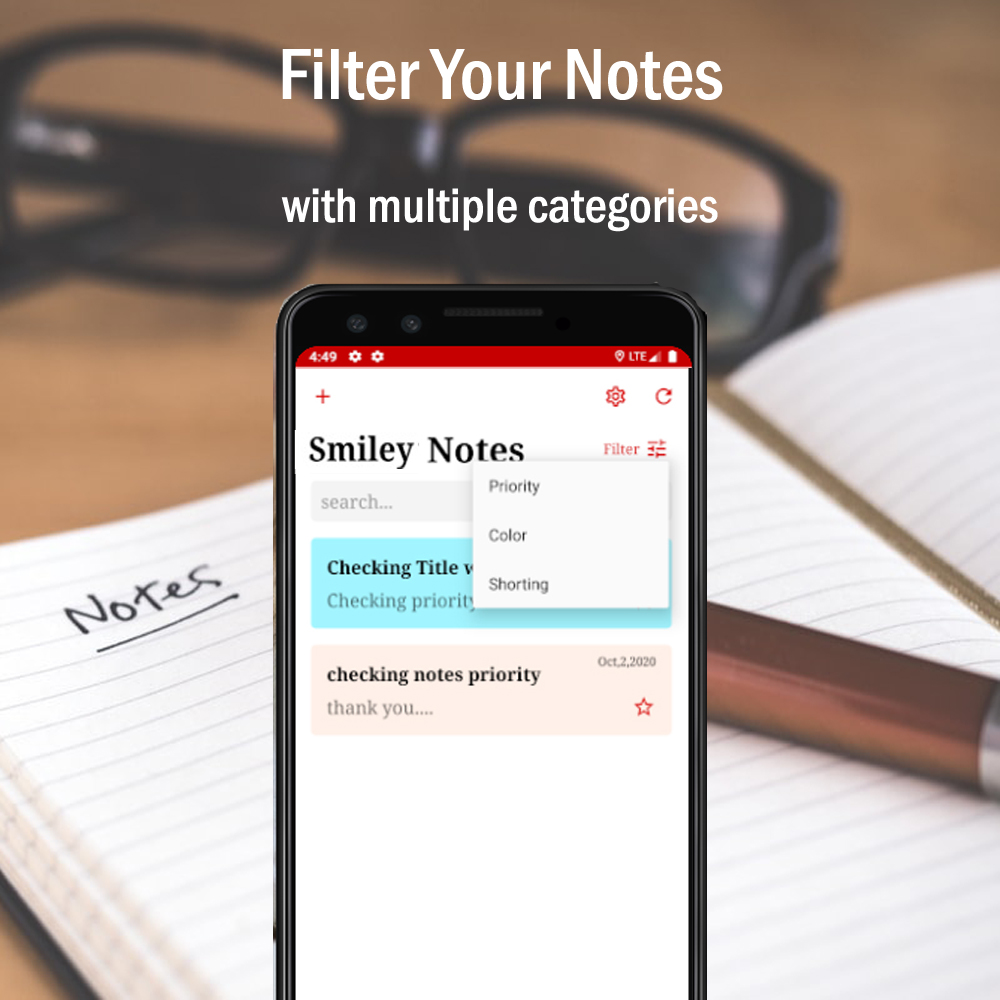 Filter Your Notes
with multiple categories
4:49 LTE
Smiley Notes
Filter
search...
Priority
Color
Shorting
Checking Title
Checking priority
Oct,2,2020
checking notes priority
thank you....
Notes